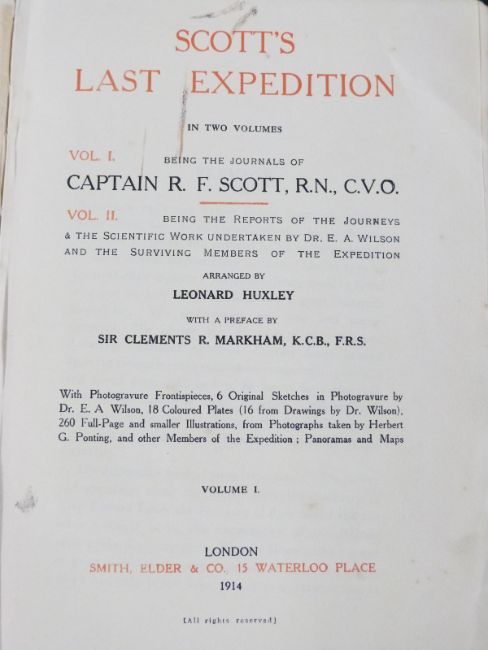 SCOTT'S
LAST EXPEDITION
IN TWO VOLUMES
VOL. I. BEING THE JOURNALS OF
CAPTAIN R. F. SCOTT, R.N., C.V.O.
VOL. II. BEING THE REPORTS OF THE JOURNEYS
& THE SCIENTIFIC WORK UNDERTAKEN BY DR. E. A. WILSON
AND THE SURVIVING MEMBERS OF THE EXPEDITION
ARRANGED BY
LEONARD HUXLEY
WITH A PREFACE BY
SIR CLEMENTS R. MARKHAM, K.C.B., F.R.S.
With Photogravure Frontispieces, 6 Original Sketches in Photogravure by
Dr. E. A Wilson, 18 Coloured Plates (16 from Drawings by Dr. Wilson),
260 Full-Page and smaller Illustrations, from Photographs taken by Herbert
G. Ponting, and other Members of the Expedition; Panoramas and Maps
VOLUME I.
LONDON
SMITH, ELDER & CO. 15 WATERLOO PLACE
1914
[All rights reserved]